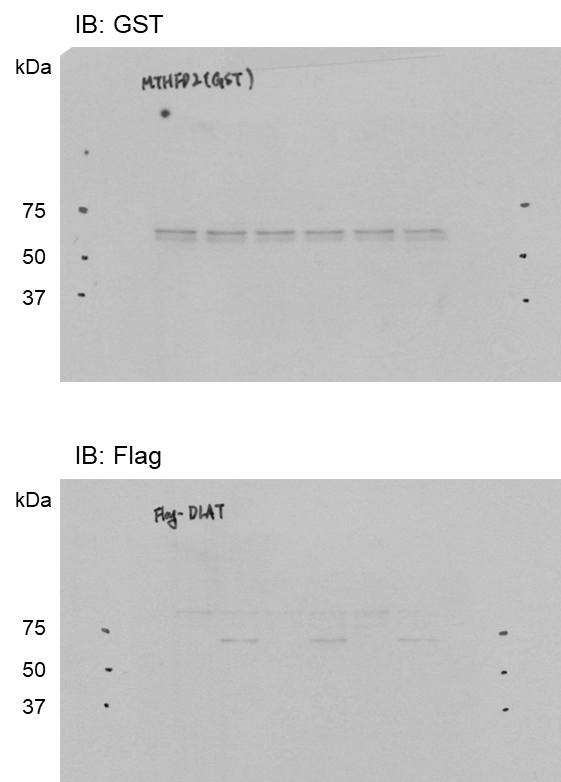 IB: GST
kDa
MTHFD2(GST)
75
50
37
IB: Flag
kDa
Flag-DLAT
75
50
37